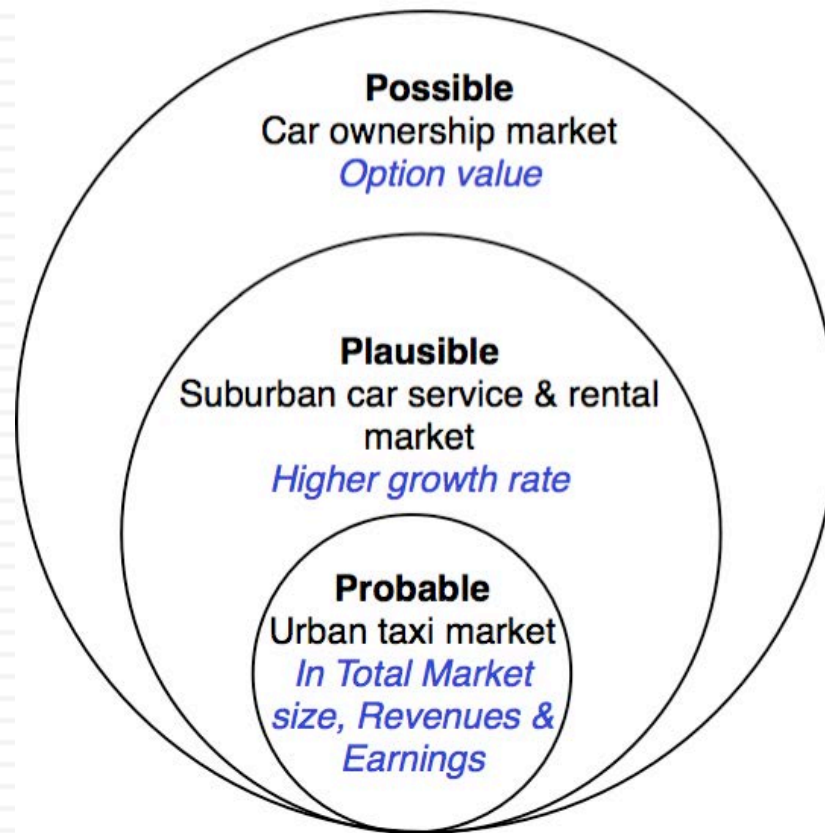 Possible
Car ownership market
Option value
Plausible
Suburban car service & rental
market
Higher growth rate
Probable
Urban taxi market
In Total Market
size, Revenues &
Earnings